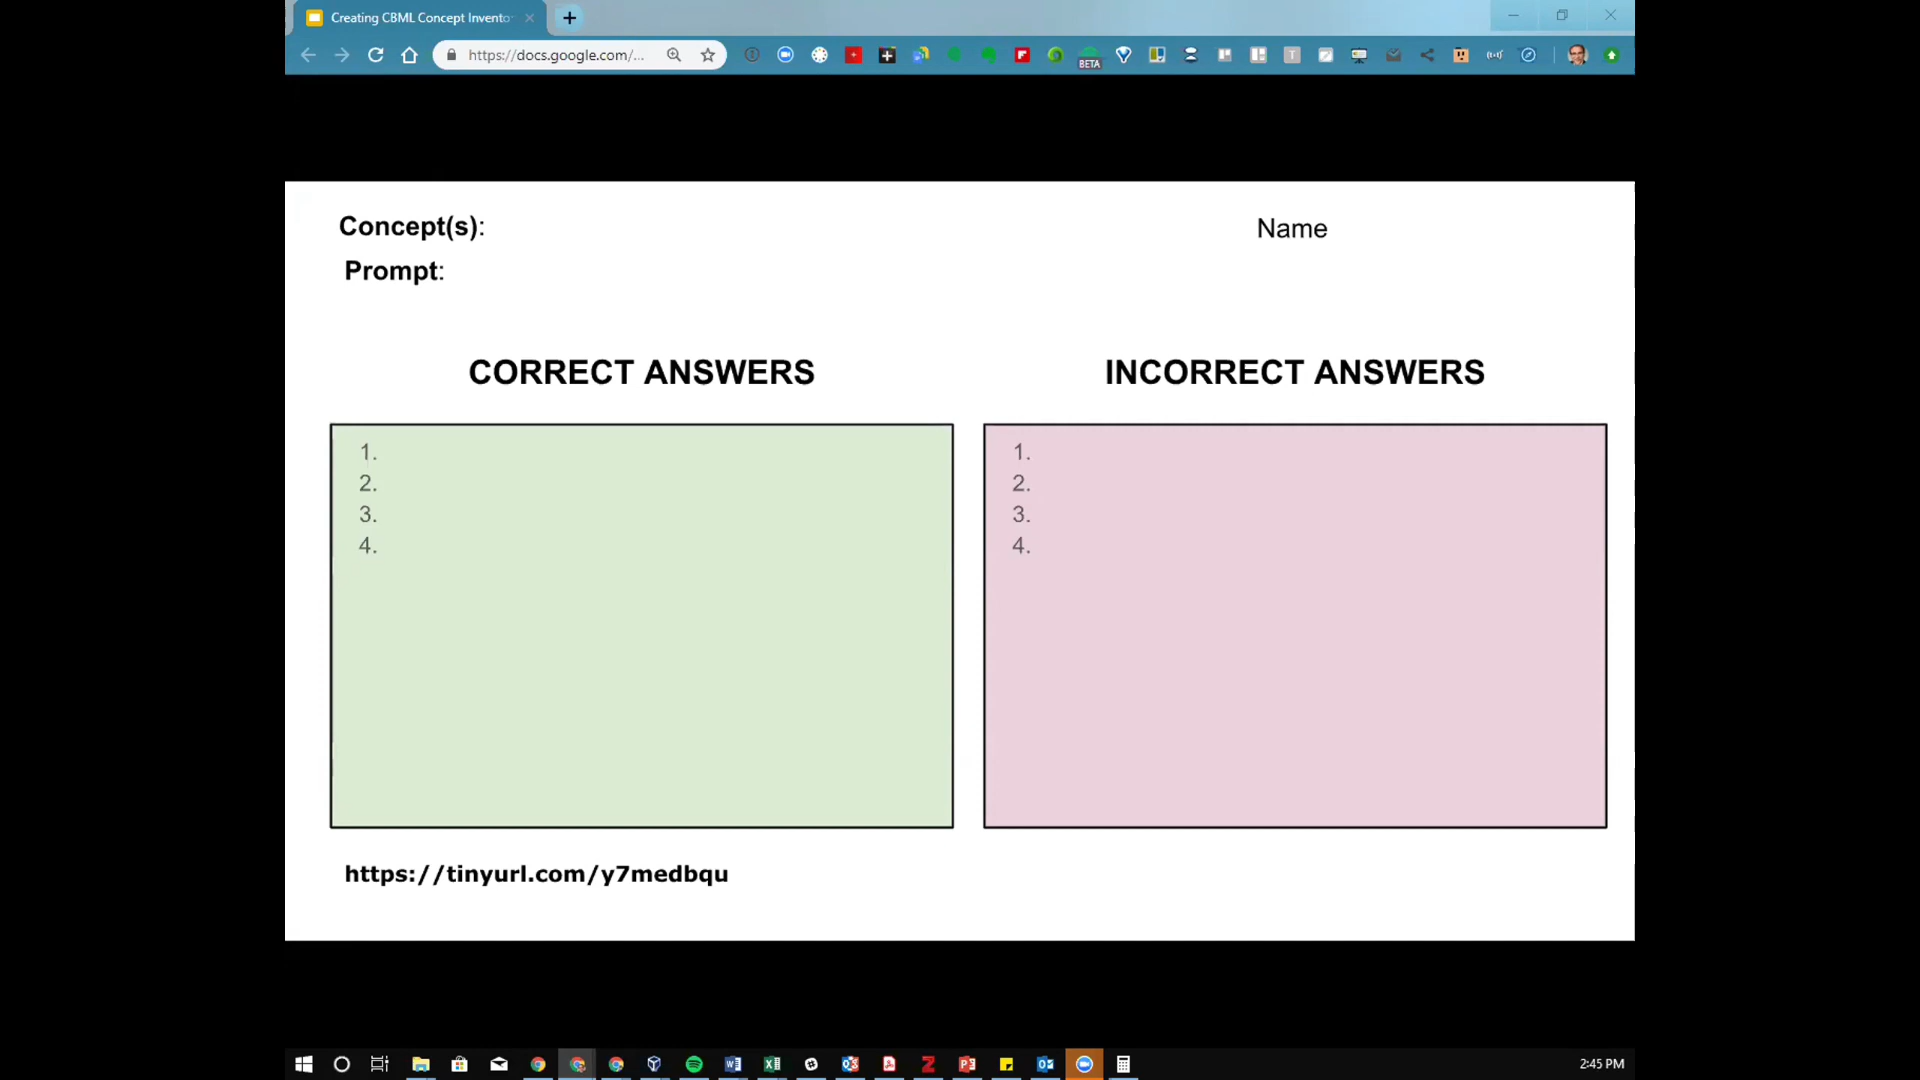 Creating CBML Concept Invento
https://docs.google.com/...
BETA
Concept(s):
Name
Prompt:
CORRECT ANSWERS
INCORRECT ANSWERS
1.
2.
3.
4.
1.
2.
3.
4.
https://tinyurl.com/y7medbqu
2:45 PM